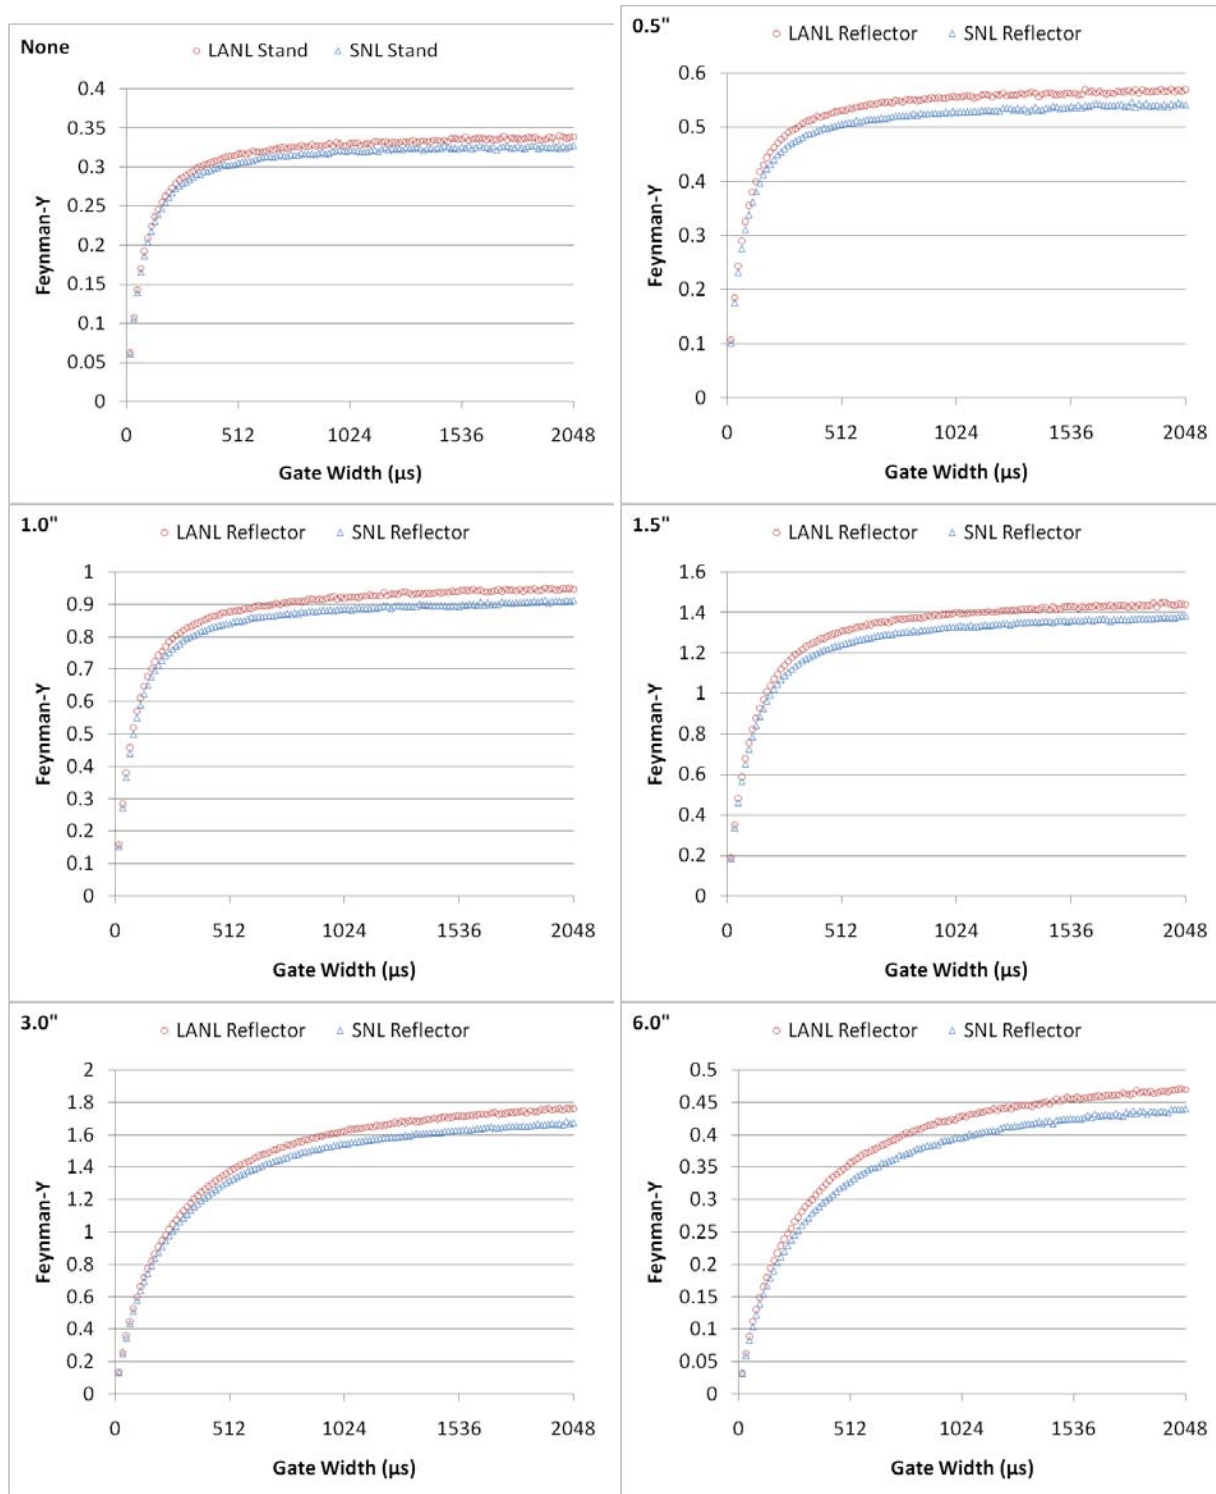 None
○ LANL Stand △ SNL Stand
0.4
0.35
0.3
0.25
0.2
0.15
0.1
0.05
0
0 512 1024 1536 2048
Gate Width (µs)
Feynman-Y
0.5"
○ LANL Reflector △ SNL Reflector
0.6
0.5
0.4
0.3
0.2
0.1
0
0 512 1024 1536 2048
Gate Width (µs)
Feynman-Y
1.0"
○ LANL Reflector △ SNL Reflector
1
0.9
0.8
0.7
0.6
0.5
0.4
0.3
0.2
0.1
0
0 512 1024 1536 2048
Gate Width (µs)
Feynman-Y
1.5"
○ LANL Reflector △ SNL Reflector
1.6
1.4
1.2
1
0.8
0.6
0.4
0.2
0
0 512 1024 1536 2048
Gate Width (µs)
Feynman-Y
3.0"
○ LANL Reflector △ SNL Reflector
2
1.8
1.6
1.4
1.2
1
0.8
0.6
0.4
0.2
0
0 512 1024 1536 2048
Gate Width (µs)
Feynman-Y
6.0"
○ LANL Reflector △ SNL Reflector
0.5
0.45
0.4
0.35
0.3
0.25
0.2
0.15
0.1
0.05
0
0 512 1024 1536 2048
Gate Width (µs)
Feynman-Y